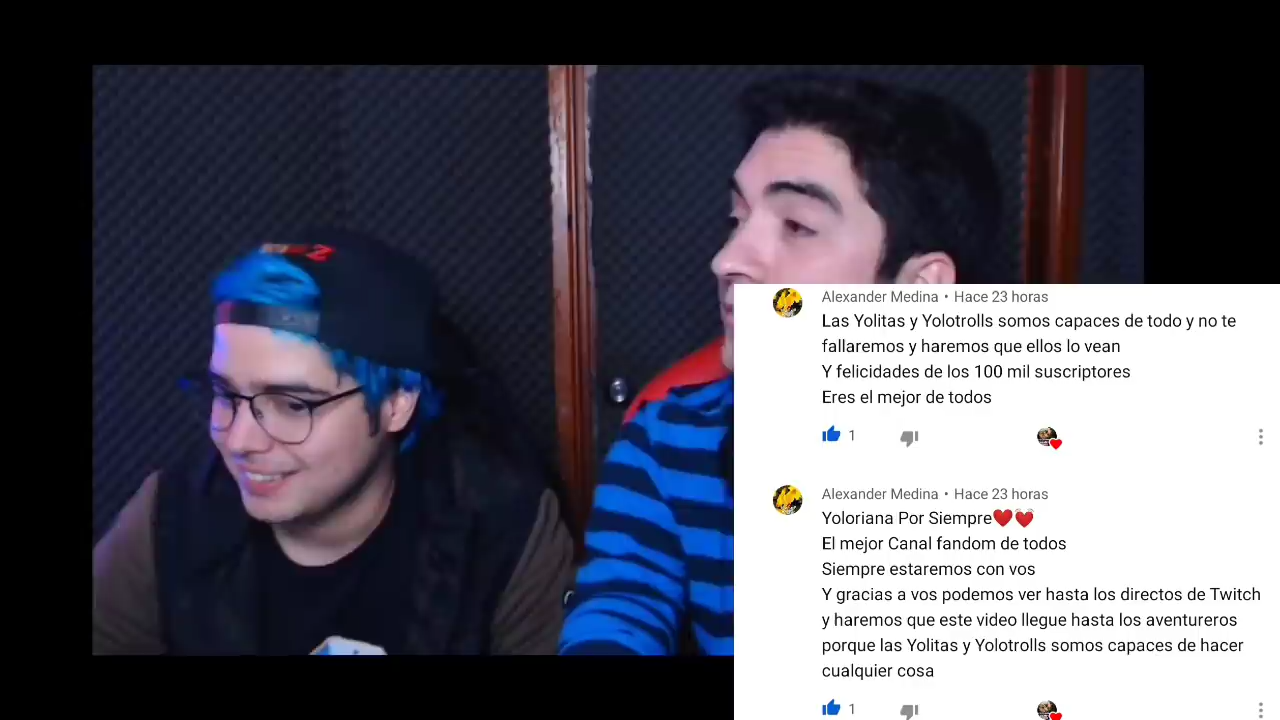 Z
Alexander Medina • Hace 23 horas
Las Yolitas y Yolotrolls somos capaces de todo y no te
fallaremos y haremos que ellos lo vean
Y felicidades de los 100 mil suscriptores
Eres el mejor de todos
1
Alexander Medina • Hace 23 horas
Yoloriana Por Siempre❤️💓
El mejor Canal fandom de todos
Siempre estaremos con vos
Y gracias a vos podemos ver hasta los directos de Twitch
y haremos que este video llegue hasta los aventureros
porque las Yolitas y Yolotrolls somos capaces de hacer
cualquier cosa
1